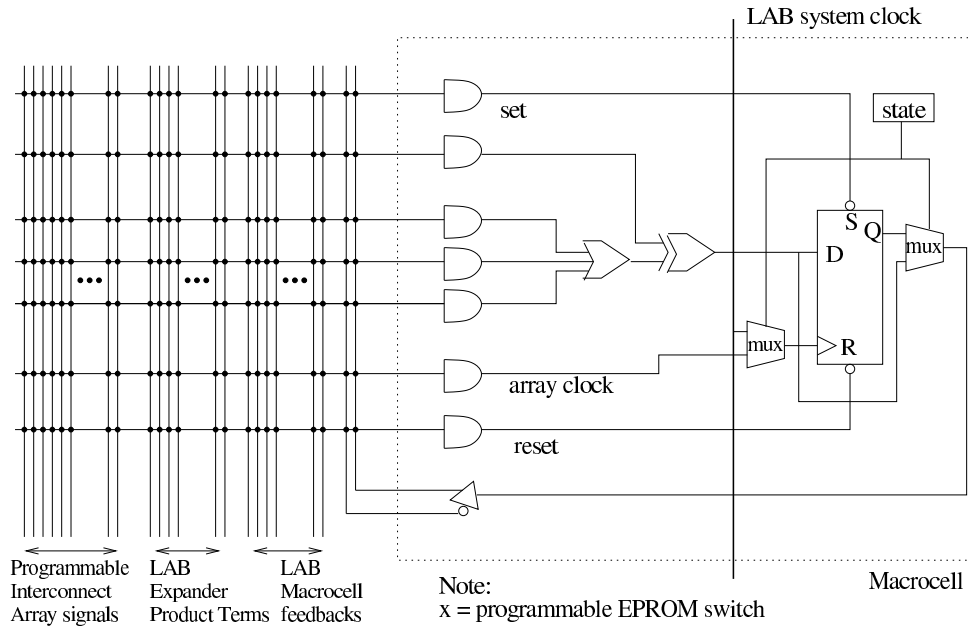 LAB system clock
set
state
S
Q
mux
D
mux
R
array clock
reset
Programmable
Interconnect
Array signals
LAB
Expander
Product Terms
LAB
Macrocell
feedbacks
Note:
x = programmable EPROM switch
Macrocell